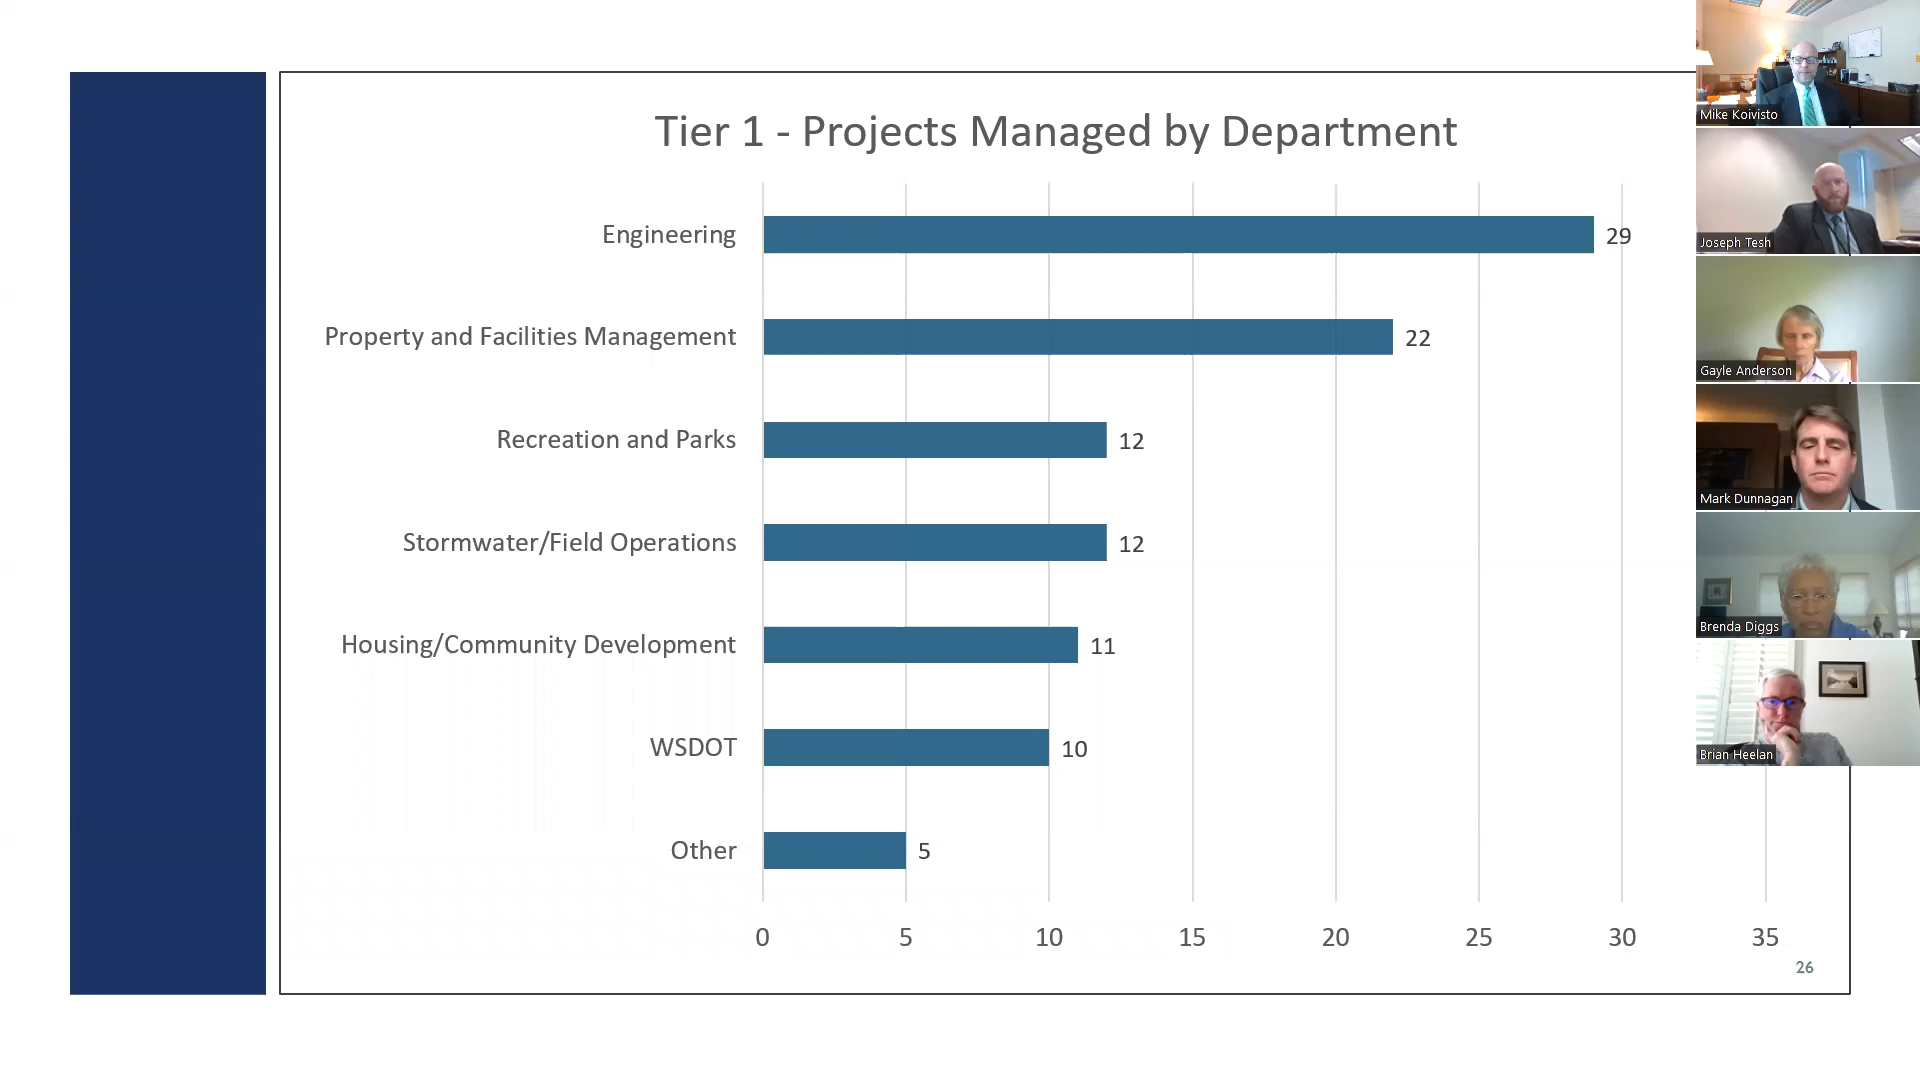 Tier 1 - Projects Managed by Department
Engineering 29
Property and Facilities Management 22
Recreation and Parks 12
Stormwater/Field Operations 12
Housing/Community Development 11
WSDOT 10
Other 5
0 5 10 15 20 25 30 35
26
Mike Koivisto
Joseph Tesh
Gayle Anderson
Mark Dunnagan
Brenda Diggs
Brian Heelan